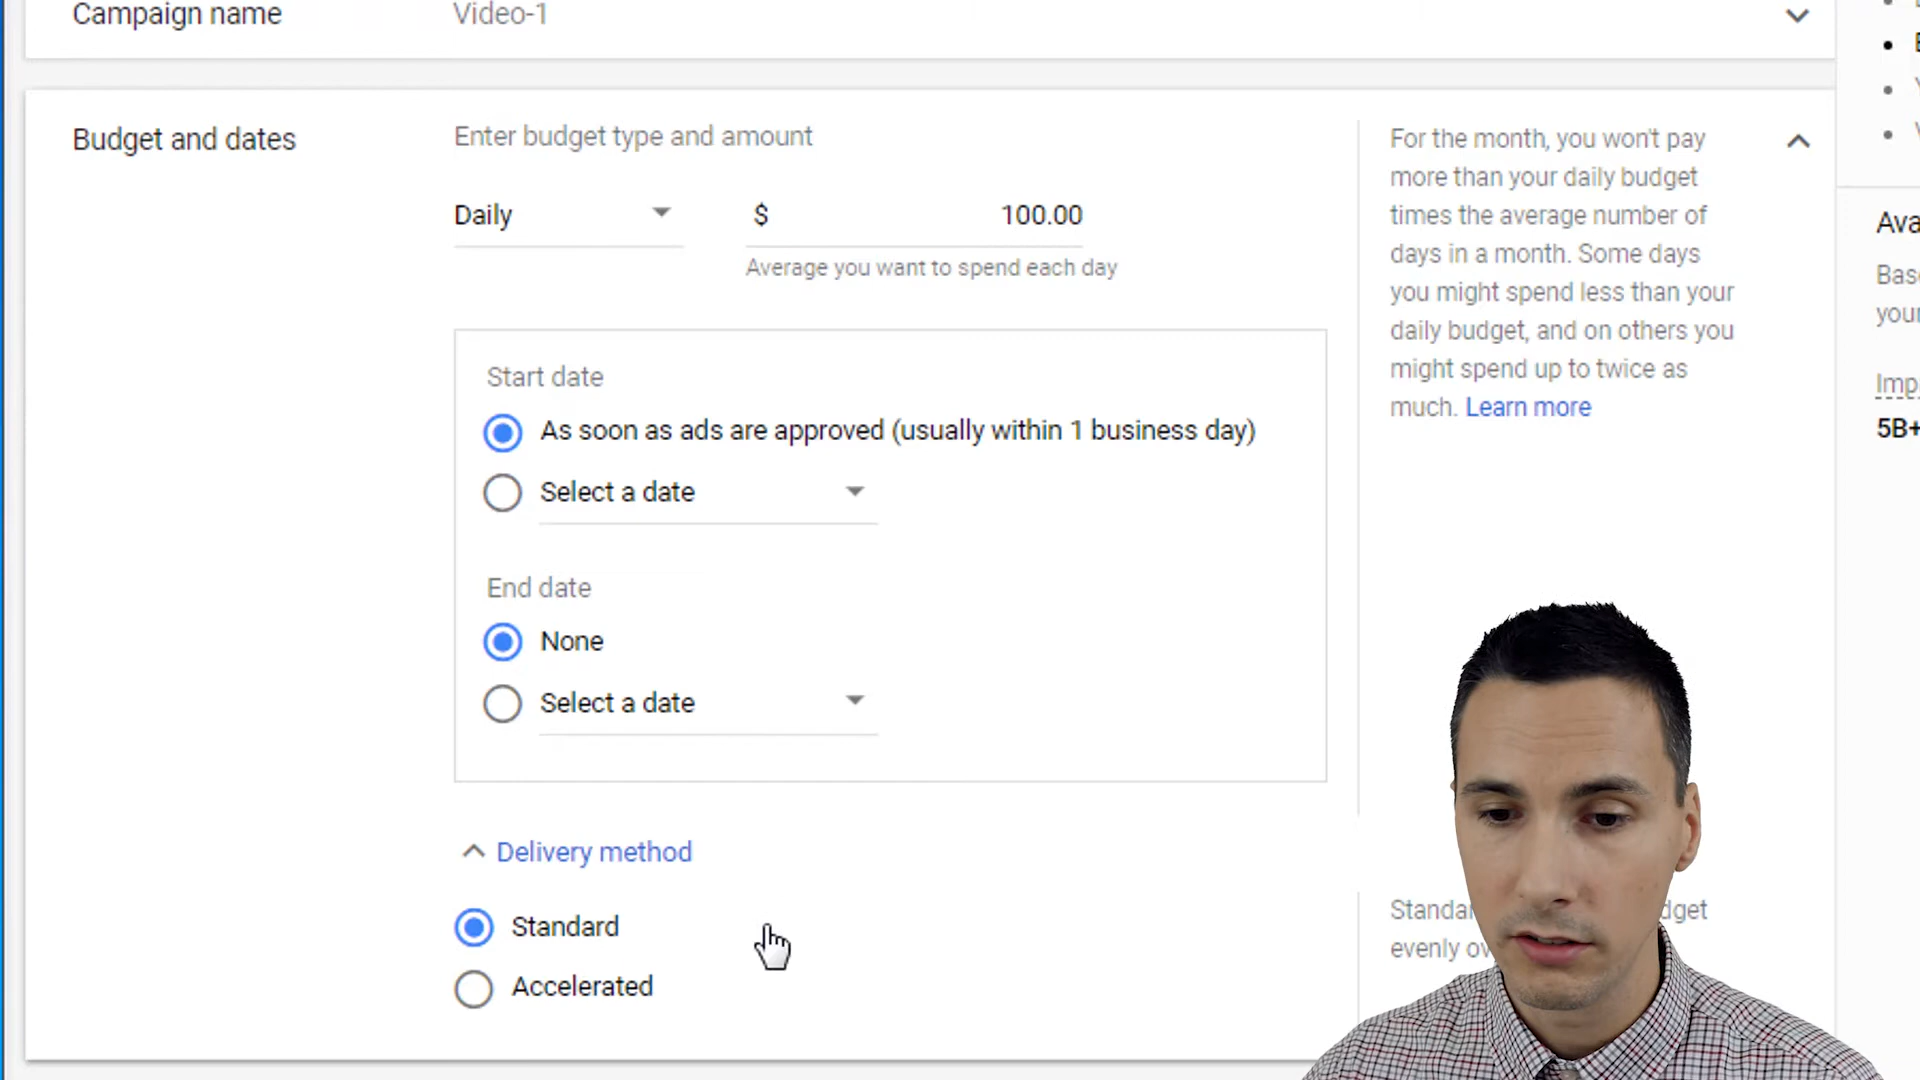 Campaign name
Video-1
Budget and dates
Enter budget type and amount
Daily
$ 100.00
Average you want to spend each day
Start date
As soon as ads are approved (usually within 1 business day)
Select a date
End date
None
Select a date
Delivery method
Standard
Accelerated
For the month, you won't pay
more than your daily budget
times the average number of
days in a month. Some days
you might spend less than your
daily budget, and on others you
might spend up to twice as
much. Learn more
evenly
5B+